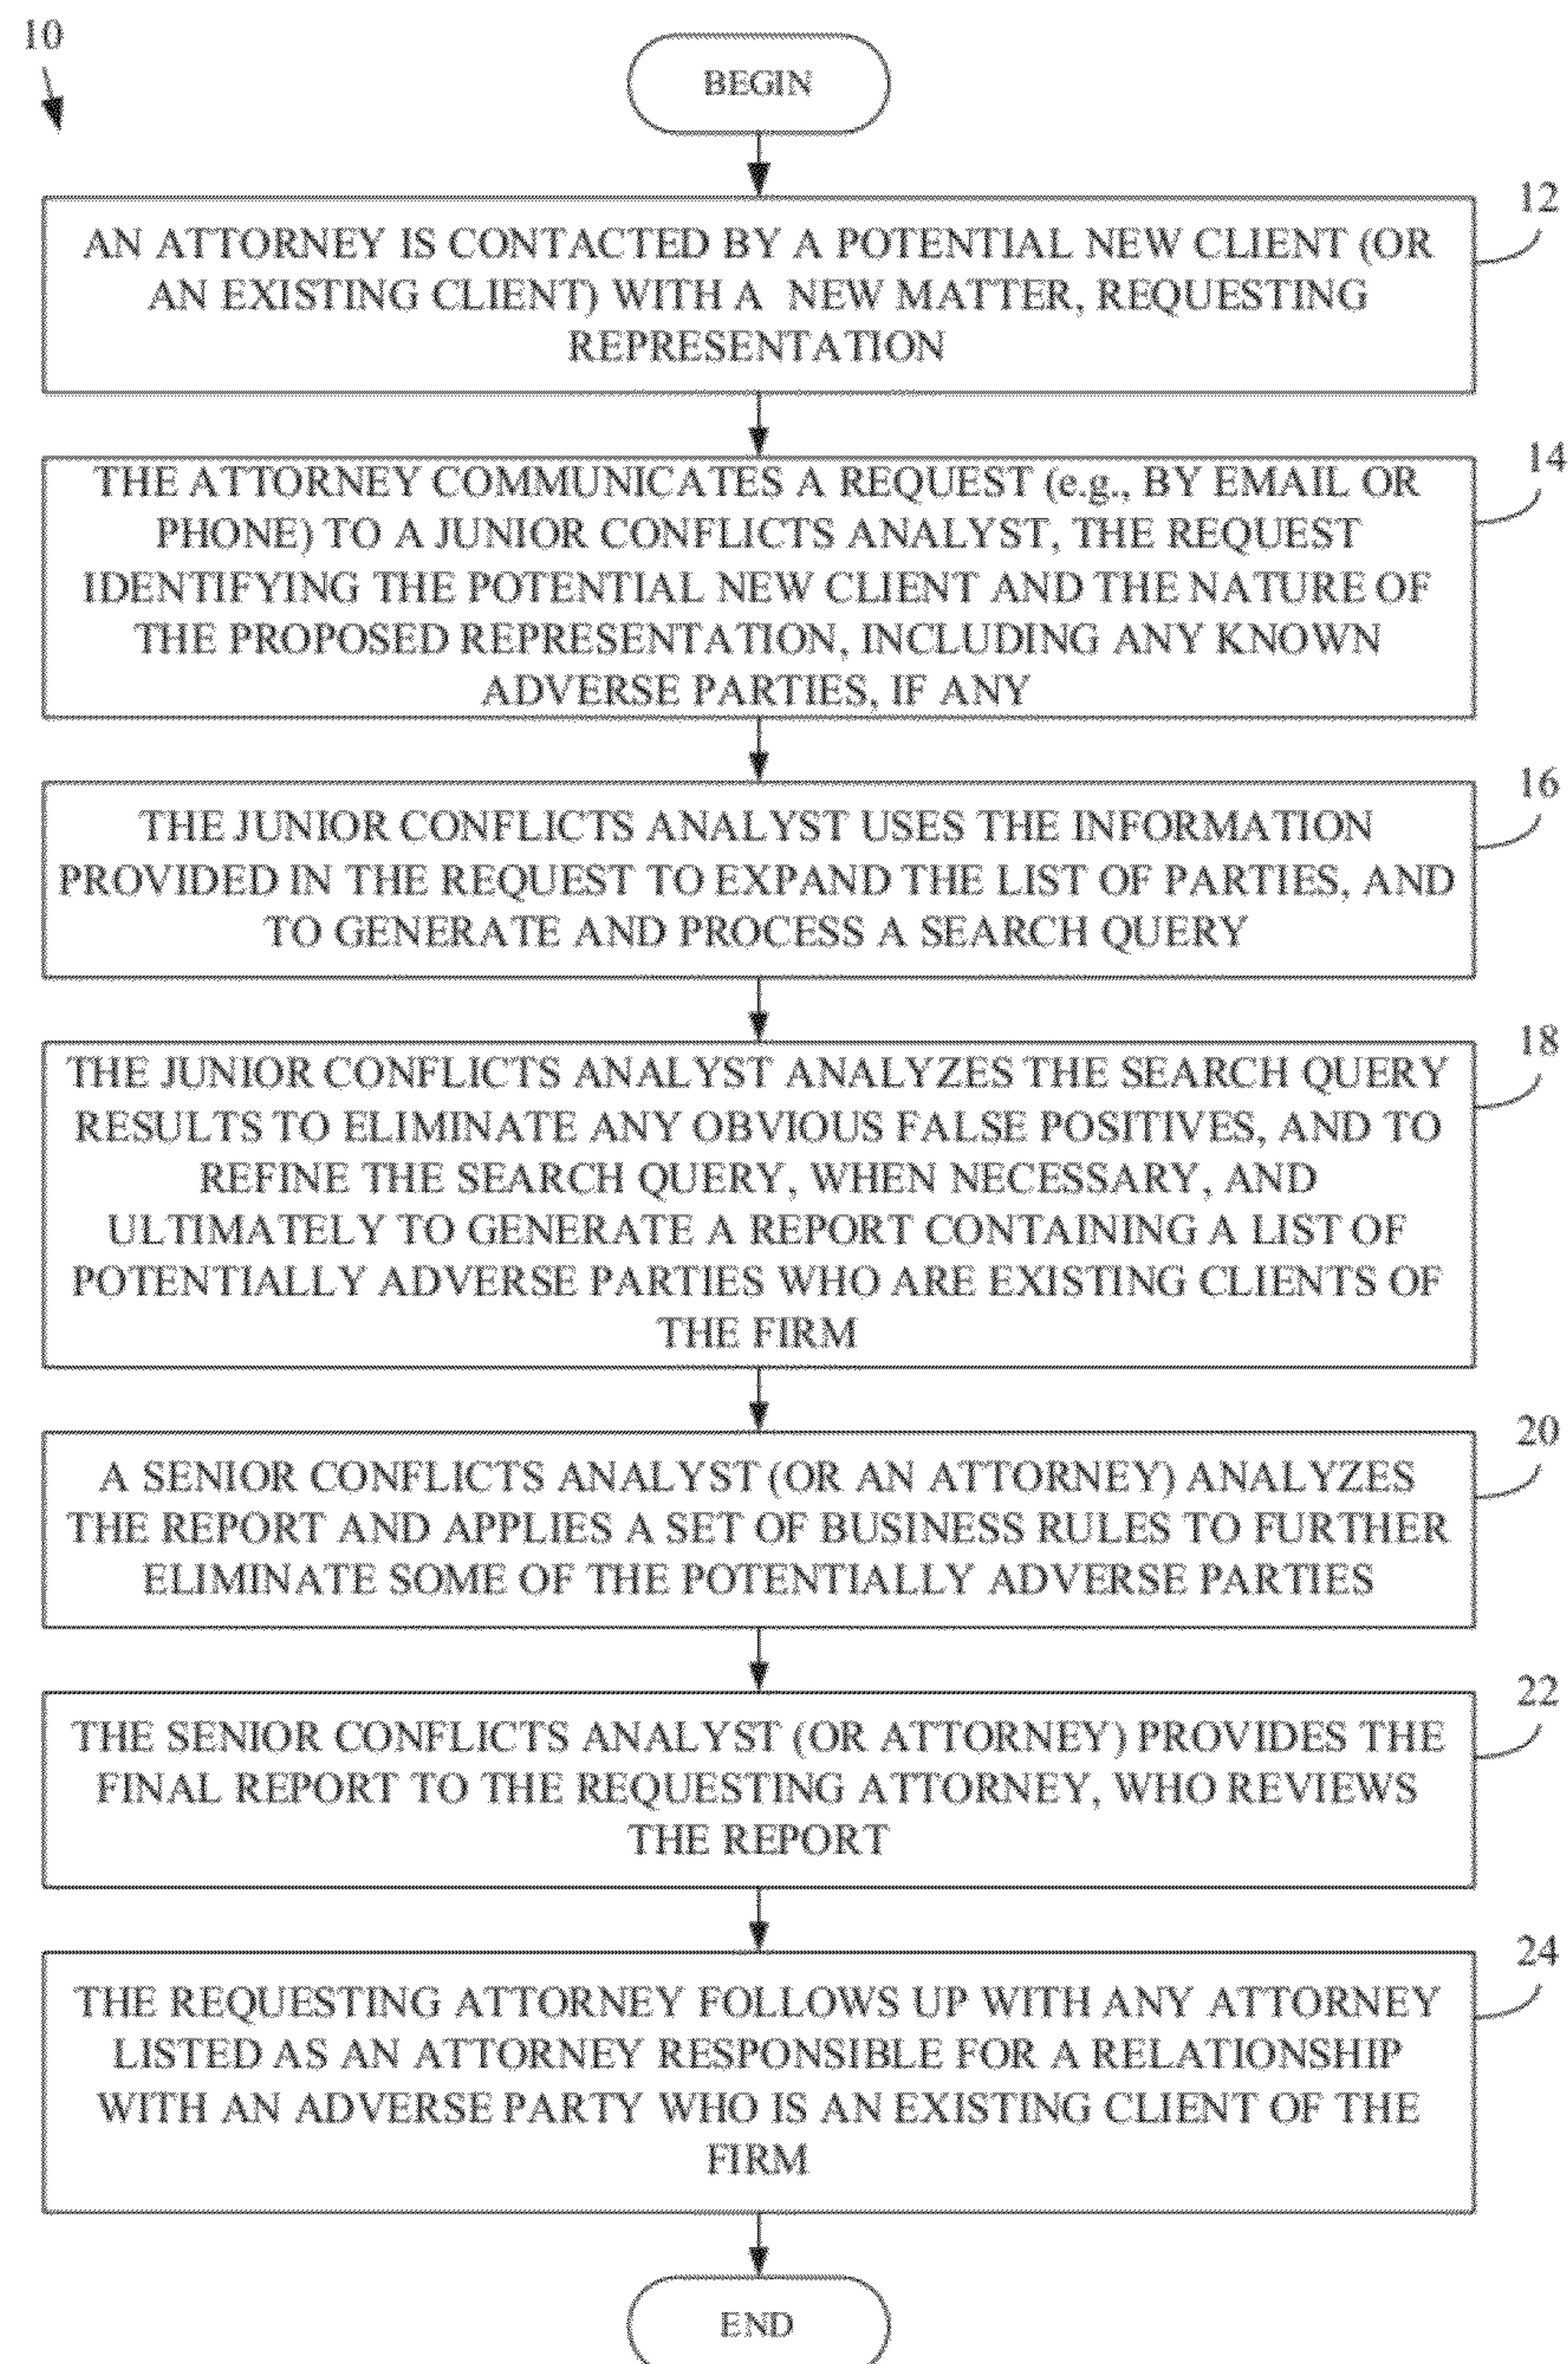 10
BEGIN
12
AN ATTORNEY IS CONTACTED BY A POTENTIAL NEW CLIENT (OR
AN EXISTING CLIENT) WITH A NEW MATTER, REQUESTING
REPRESENTATION
14
THE ATTORNEY COMMUNICATES A REQUEST (e.g., BY EMAIL OR
PHONE) TO A JUNIOR CONFLICTS ANALYST, THE REQUEST
IDENTIFYING THE POTENTIAL NEW CLIENT AND THE NATURE OF
THE PROPOSED REPRESENTATION, INCLUDING ANY KNOWN
ADVERSE PARTIES, IF ANY
16
THE JUNIOR CONFLICTS ANALYST USES THE INFORMATION
PROVIDED IN THE REQUEST TO EXPAND THE LIST OF PARTIES, AND
TO GENERATE AND PROCESS A SEARCH QUERY
18
THE JUNIOR CONFLICTS ANALYST ANALYZES THE SEARCH QUERY
RESULTS TO ELIMINATE ANY OBVIOUS FALSE POSITIVES, AND TO
REFINE THE SEARCH QUERY, WHEN NECESSARY, AND
ULTIMATELY TO GENERATE A REPORT CONTAINING A LIST OF
POTENTIALLY ADVERSE PARTIES WHO ARE EXISTING CLIENTS OF
THE FIRM
20
A SENIOR CONFLICTS ANALYST (OR AN ATTORNEY) ANALYZES
THE REPORT AND APPLIES A SET OF BUSINESS RULES TO FURTHER
ELIMINATE SOME OF THE POTENTIALLY ADVERSE PARTIES
22
THE SENIOR CONFLICTS ANALYST (OR ATTORNEY) PROVIDES THE
FINAL REPORT TO THE REQUESTING ATTORNEY, WHO REVIEWS
THE REPORT
24
THE REQUESTING ATTORNEY FOLLOWS UP WITH ANY ATTORNEY
LISTED AS AN ATTORNEY RESPONSIBLE FOR A RELATIONSHIP
WITH AN ADVERSE PARTY WHO IS AN EXISTING CLIENT OF THE
FIRM
END